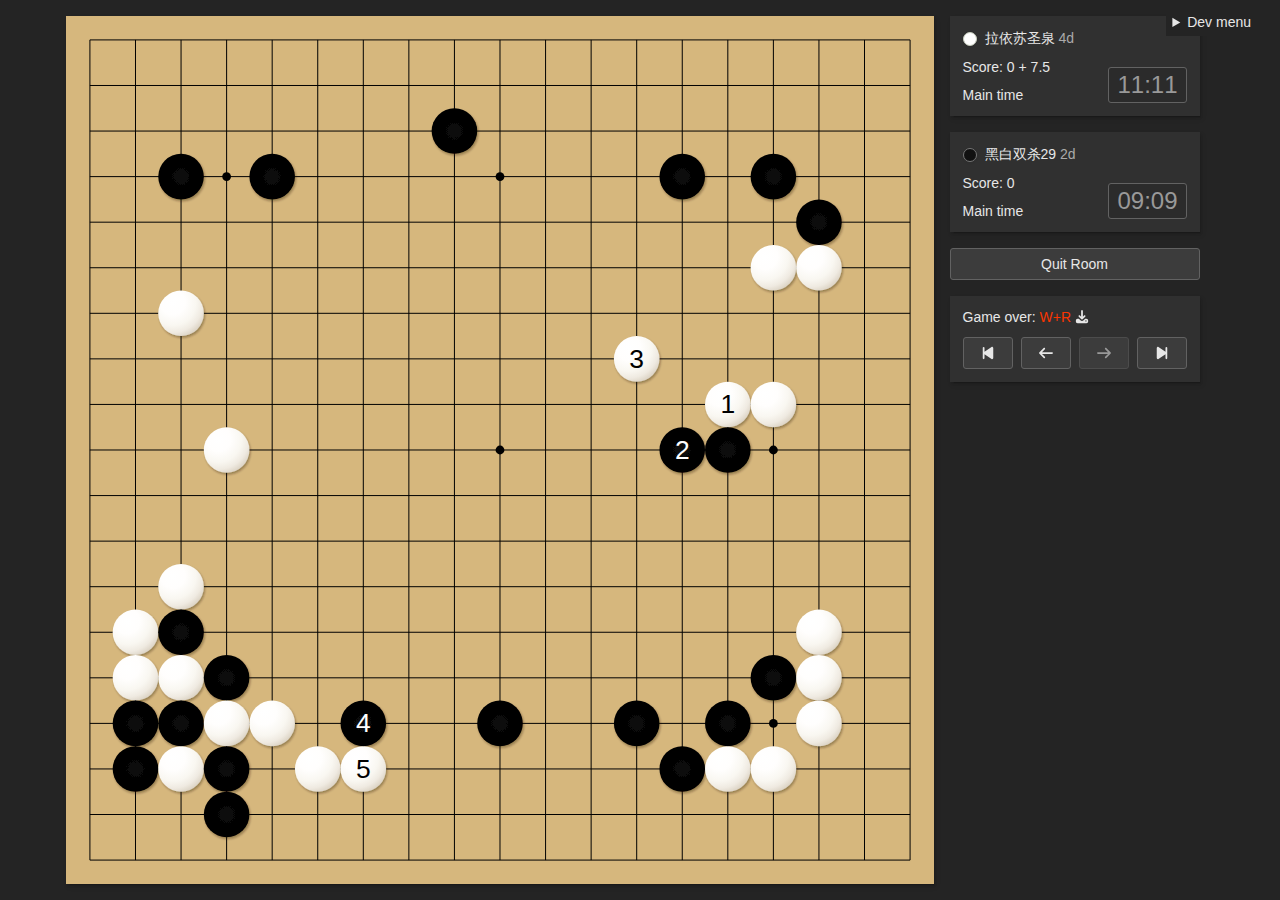 Dev menu
拉依苏圣泉 4d
Score: 0 + 7.5
Main time
11:11
黑白双杀29 2d
Score: 0
Main time
09:09
Quit Room
Game over: W+R
3
1
2
4
5